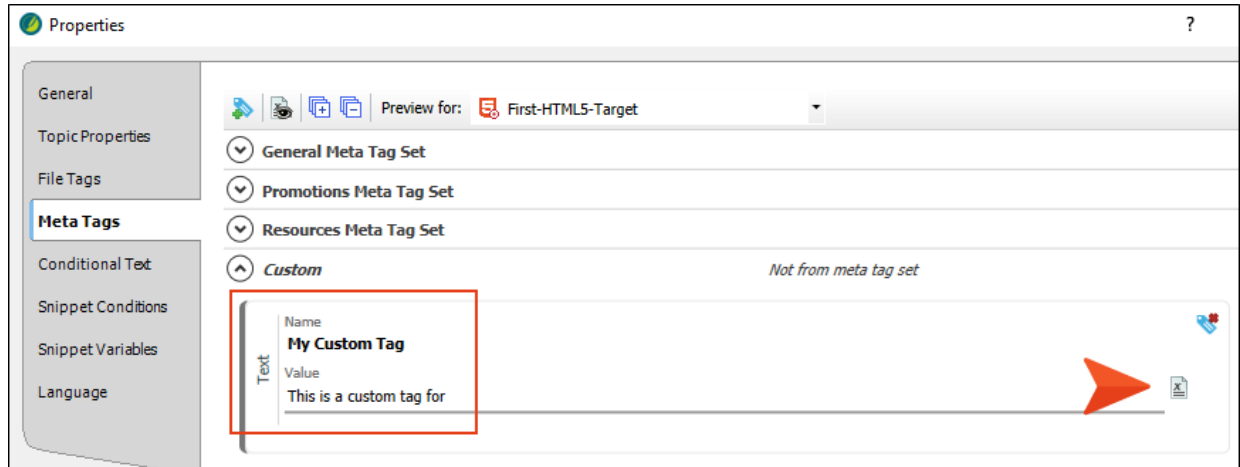 Properties
?
General
Topic Properties
File Tags
Meta Tags
Conditional Text
Snippet Conditions
Snippet Variables
Language
Preview for: First-HTML5-Target
General Meta Tag Set
Promotions Meta Tag Set
Resources Meta Tag Set
Custom Not from meta tag set
Text
Name
My Custom Tag
Value
This is a custom tag for